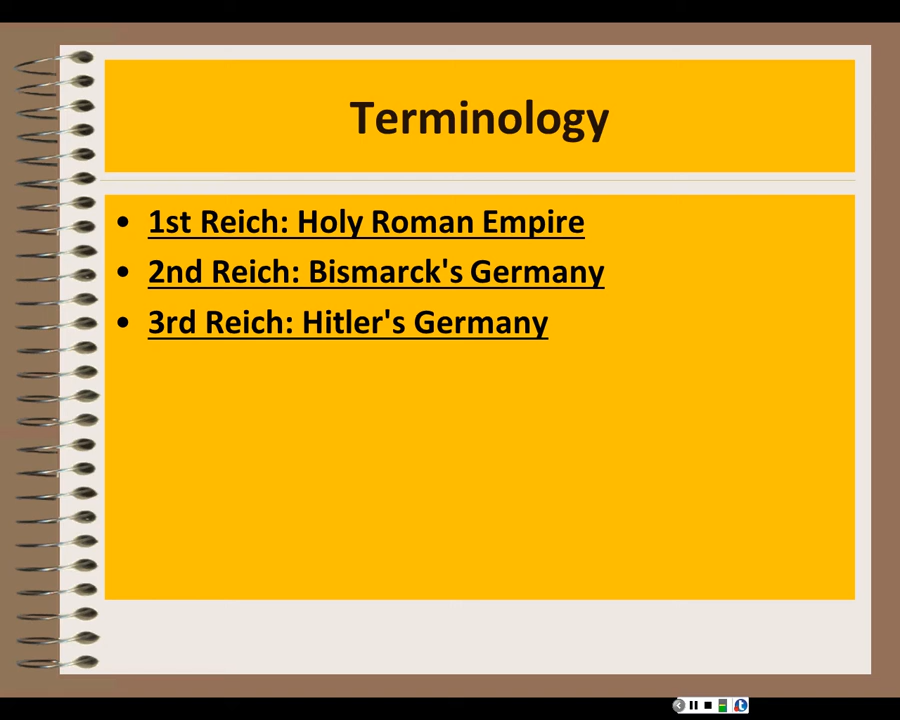 Terminology
• 1st Reich: Holy Roman Empire
• 2nd Reich: Bismarck's Germany
• 3rd Reich: Hitler's Germany